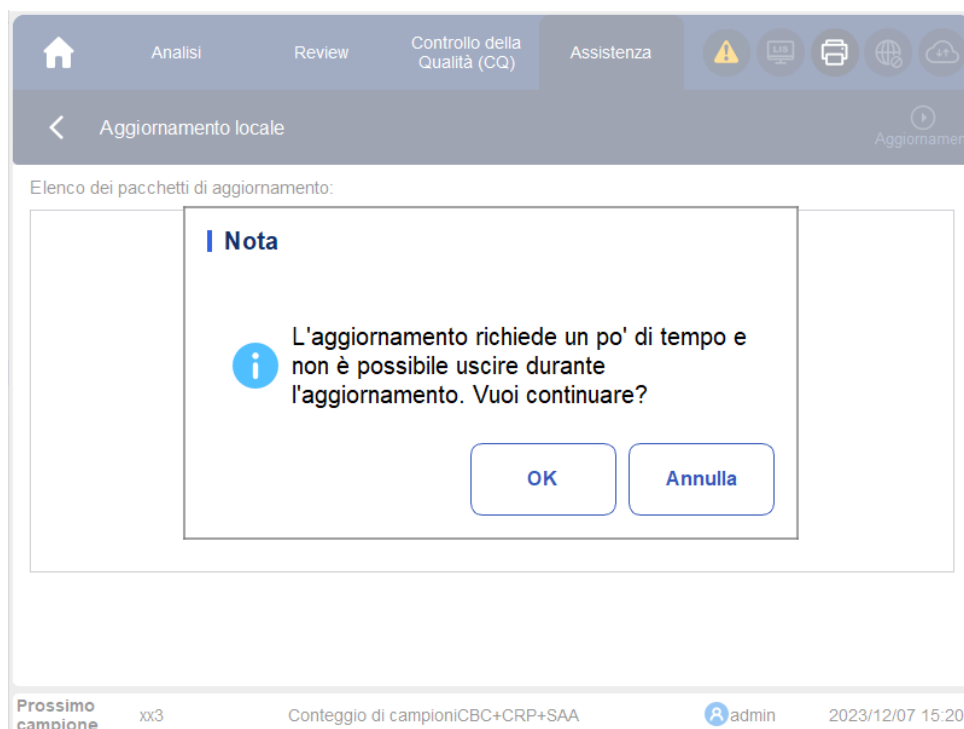 Analisi
Review
Controllo della
Qualità (CQ)
Assistenza
LIS
Aggiornamento locale
Elenco dei pacchetti di aggiornamento:
Nota
L'aggiornamento richiede un po' di tempo e
non è possibile uscire durante
l'aggiornamento. Vuoi continuare?
OK
Annulla
Prossimo
campione
xx3
Conteggio di campioniCBC+CRP+SAA
admin
2023/12/07 15:20